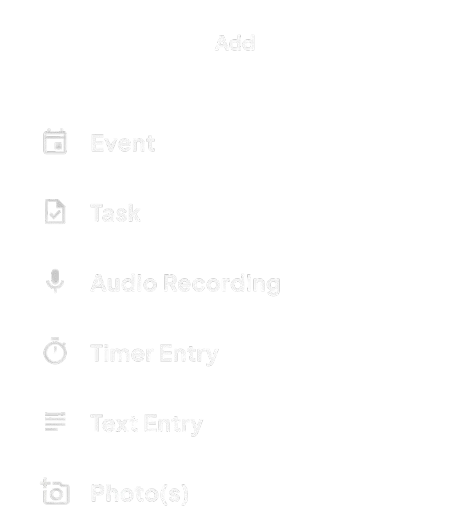 Add
Event
Task
Audio Recording
Timer Entry
Text Entry
Photo(s)